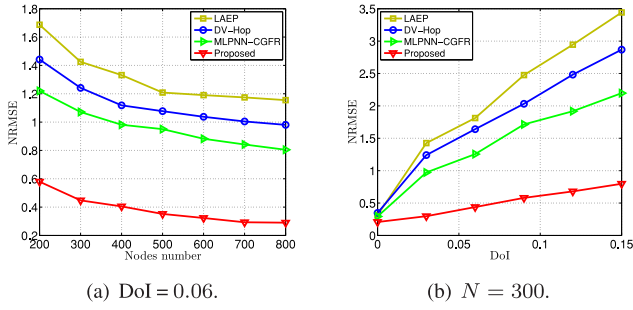 1.8
1.6
1.4
1.2
1
0.8
0.6
0.4
0.2
NRMSE
LAEP
DV-Hop
MLPNN-CGFR
Proposed
200 300 400 500 600 700 800
Nodes number
(a) DoI = 0.06.
3.5
3
2.5
2
1.5
1
0.5
0
NRMSE
LAEP
DV-Hop
MLPNN-CGFR
Proposed
0 0.05 0.1 0.15
DoI
(b) N = 300.